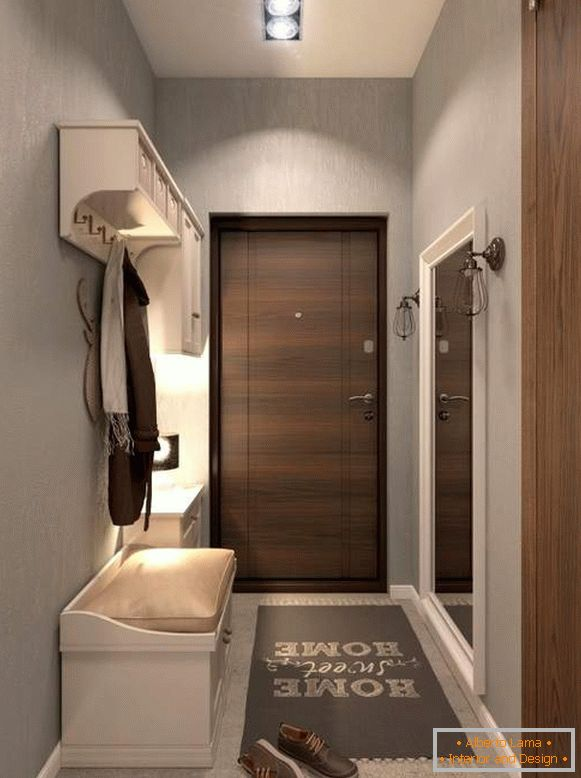 HOME
sweet
HOME
• Alberto Lama •
• Interior and Design •